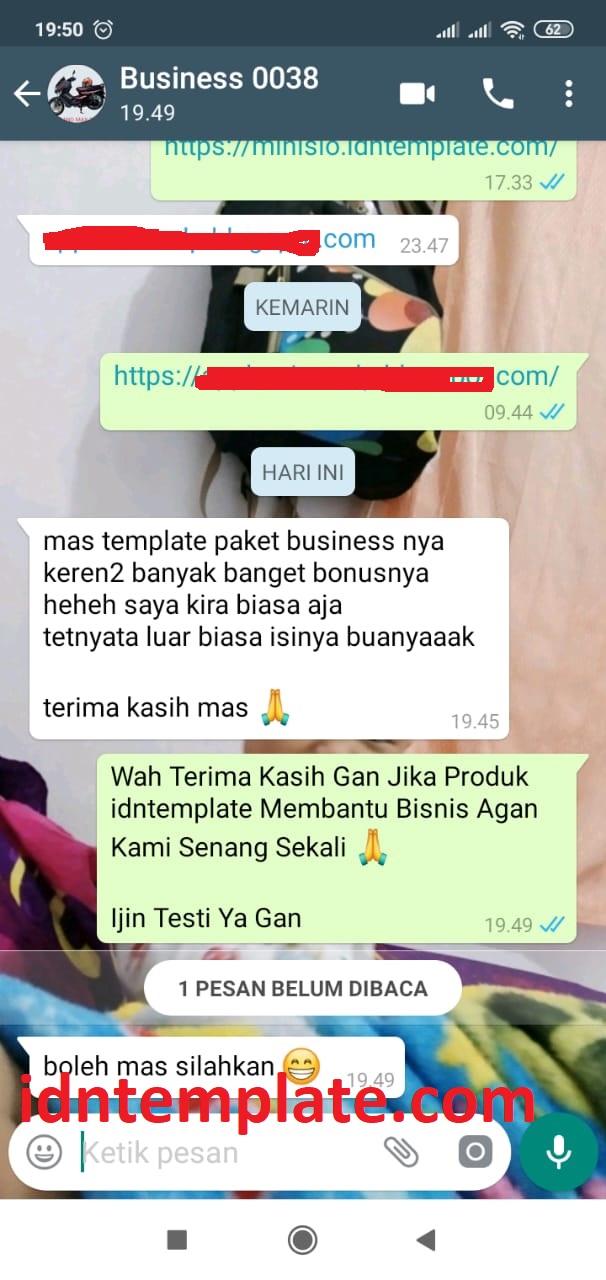 19:50
62
Business 0038
19.49
https://minisio.idntemplate.com/
17.33
.com
23.47
KEMARIN
https://
.com/
09.44
HARI INI
mas template paket business nya
keren2 banyak banget bonusnya
heheh saya kira biasa aja
tetnyata luar biasa isinya buanyaaak
terima kasih mas 🙏
19.45
Wah Terima Kasih Gan Jika Produk
idntemplate Membantu Bisnis Agan
Kami Senang Sekali 🙏
Ijin Testi Ya Gan
19.49
1 PESAN BELUM DIBACA
boleh mas silahkan 😁
19.49
idntemplate.com
Ketik pesan